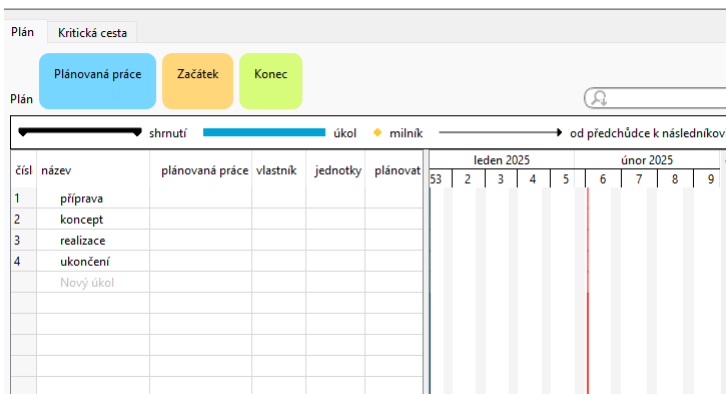 Plán Kritická cesta
Plánovaná práce Začátek Konec
Plán
shrnutí úkol milník od předchůdce k následníkov
čísl název plánovaná práce vlastník jednotky plánovat leden 2025 únor 2025
53 2 3 4 5 6 7 8 9
1 příprava
2 koncept
3 realizace
4 ukončení
Nový úkol